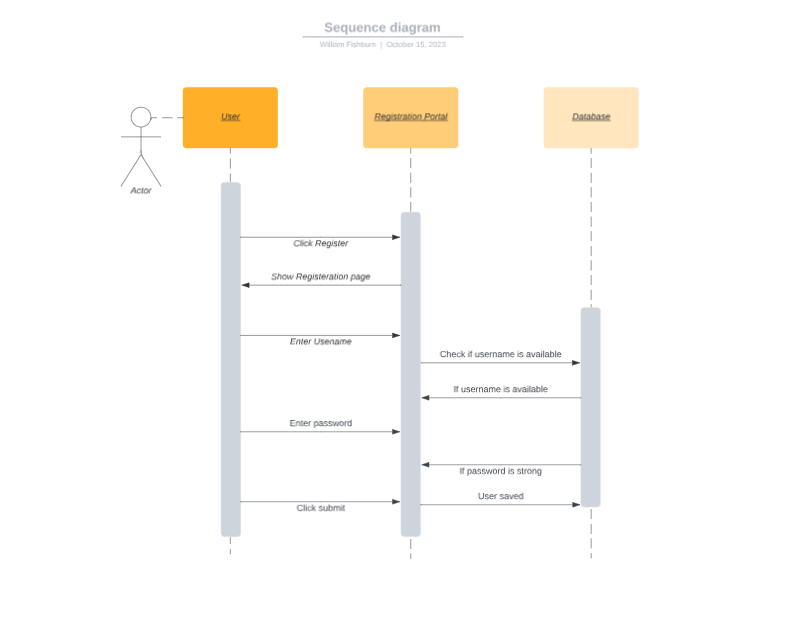 Sequence diagram
William Fishburn | October 15, 2023
User
Registration Portal
Database
Actor
Click Register
Show Registeration page
Enter Usename
Check if username is available
If username is available
Enter password
If password is strong
User saved
Click submit